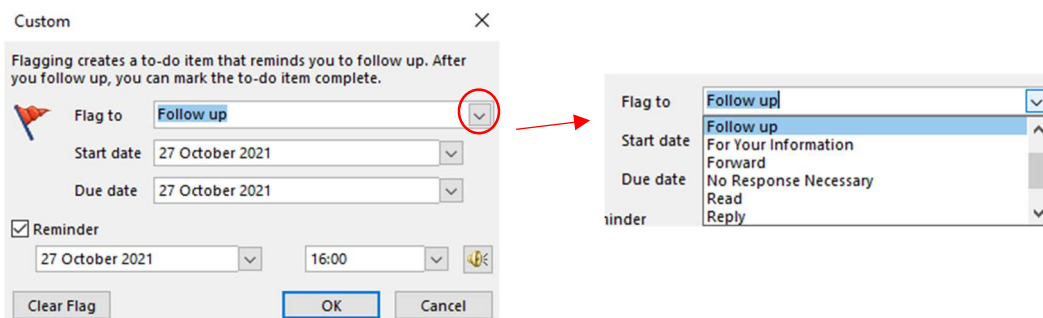 Custom
Flagging creates a to-do item that reminds you to follow up. After
you follow up, you can mark the to-do item complete.
Flag to Follow up
Start date 27 October 2021
Due date 27 October 2021
Reminder
27 October 2021 16:00
Clear Flag OK Cancel
Flag to Follow up
Start date
Due date
inder
Follow up
For Your Information
Forward
No Response Necessary
Read
Reply